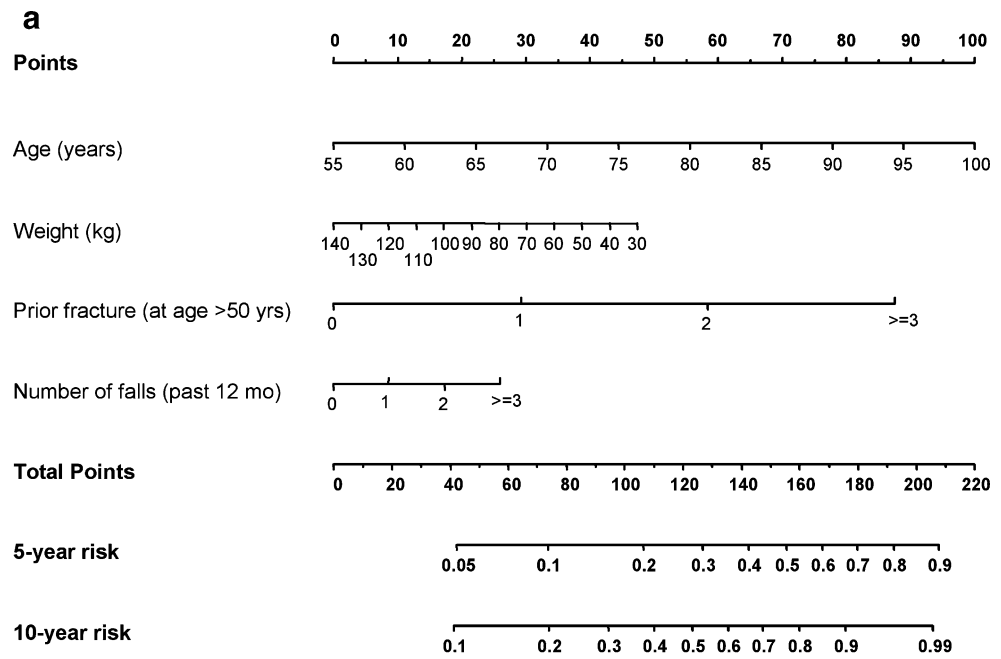 a
0 10 20 30 40 50 60 70 80 90 100
Points
Age (years)
55 60 65 70 75 80 85 90 95 100
Weight (kg)
140 120 100 90 80 70 60 50 40 30
130 110
Prior fracture (at age >50 yrs)
0 1 2 >=3
Number of falls (past 12 mo)
0 1 2 >=3
Total Points
0 20 40 60 80 100 120 140 160 180 200 220
5-year risk
0.05 0.1 0.2 0.3 0.4 0.5 0.6 0.7 0.8 0.9
10-year risk
0.1 0.2 0.3 0.4 0.5 0.6 0.7 0.8 0.9 0.99